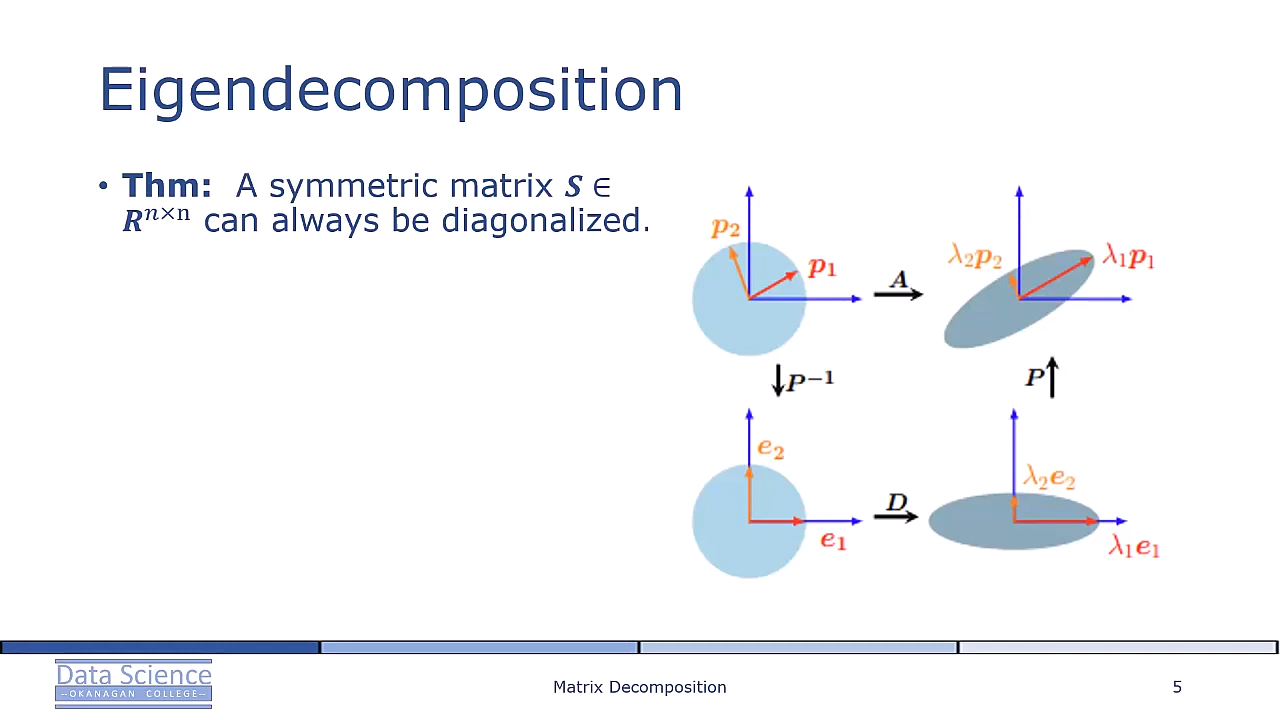 Eigendecomposition
• Thm: A symmetric matrix 𝑺 ∈
𝑹ⁿˣⁿ can always be diagonalized.
p₂
p₁
A
λ₂p₂
λ₁p₁
P⁻¹
P
e₂
e₁
D
λ₂e₂
λ₁e₁
Data Science
–OKANAGAN COLLEGE–
Matrix Decomposition
5